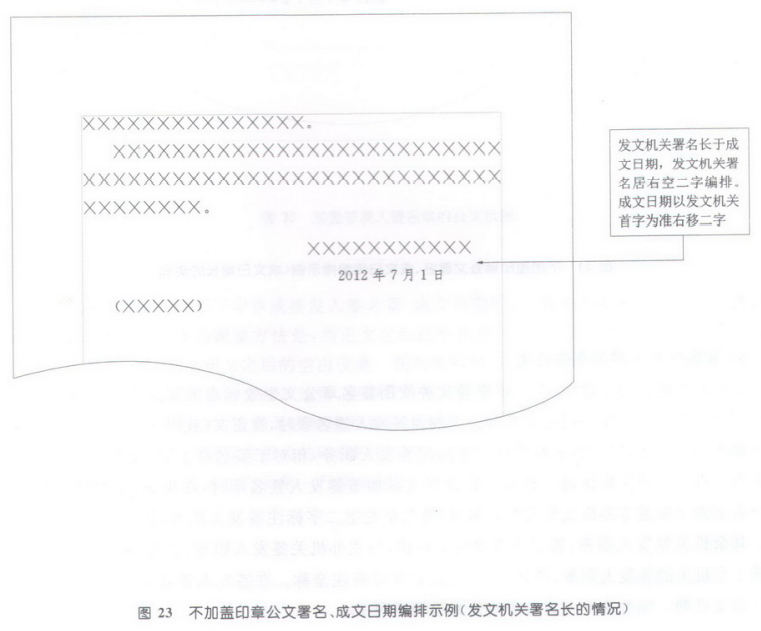 XXXXXXXXXXXXXXX。
XXXXXXXXXXXXXXXXXXXXXXXXXX
XXXXXXXXXXXXXXXXXXXXXXXXXXXX
XXXXXXXX。
XXXXXXXXXXX
2012 年 7 月 1 日
(XXXXX)
发文机关署名长于成
文日期，发文机关署
名居右空二字编排。
成文日期以发文机关
首字为准右移二字
图 23 不加盖印章公文署名、成文日期编排示例(发文机关署名长的情况)